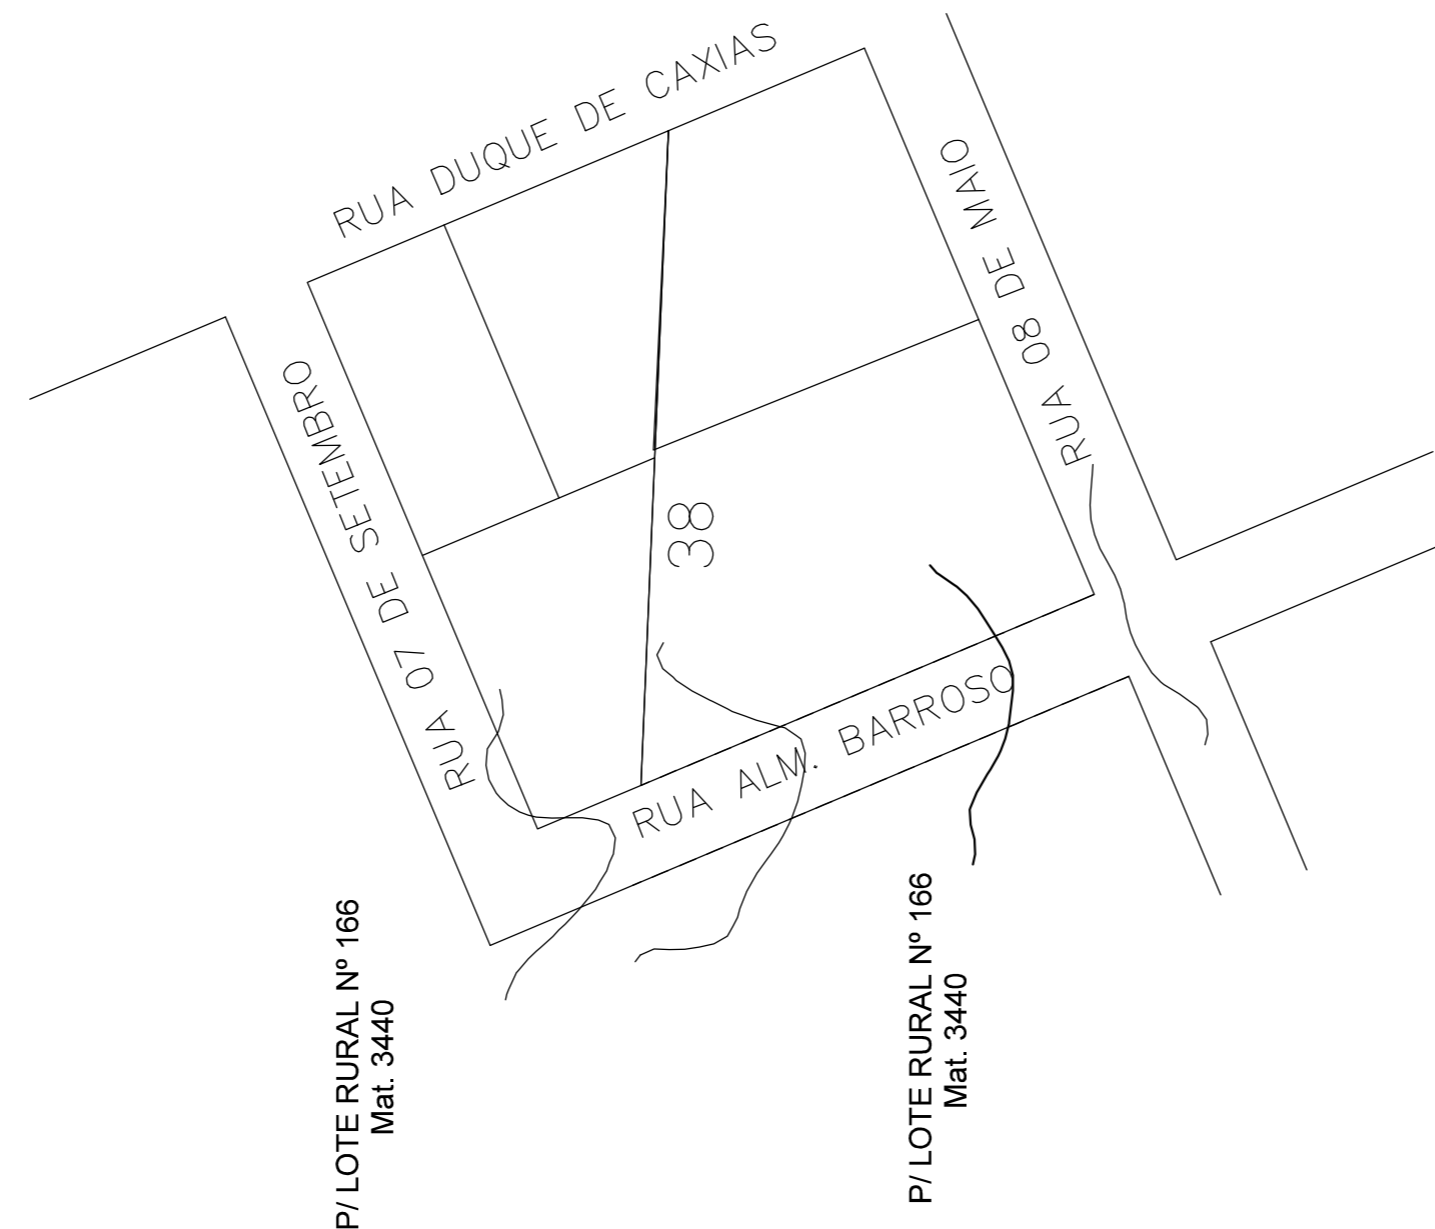 RUA DUQUE DE CAXIAS
RUA 08 DE MAIO
RUA 07 DE SETEMBRO
38
RUA ALM. BARROSO
P/ LOTE RURAL Nº 166
Mat. 3440
P/ LOTE RURAL Nº 166
Mat. 3440